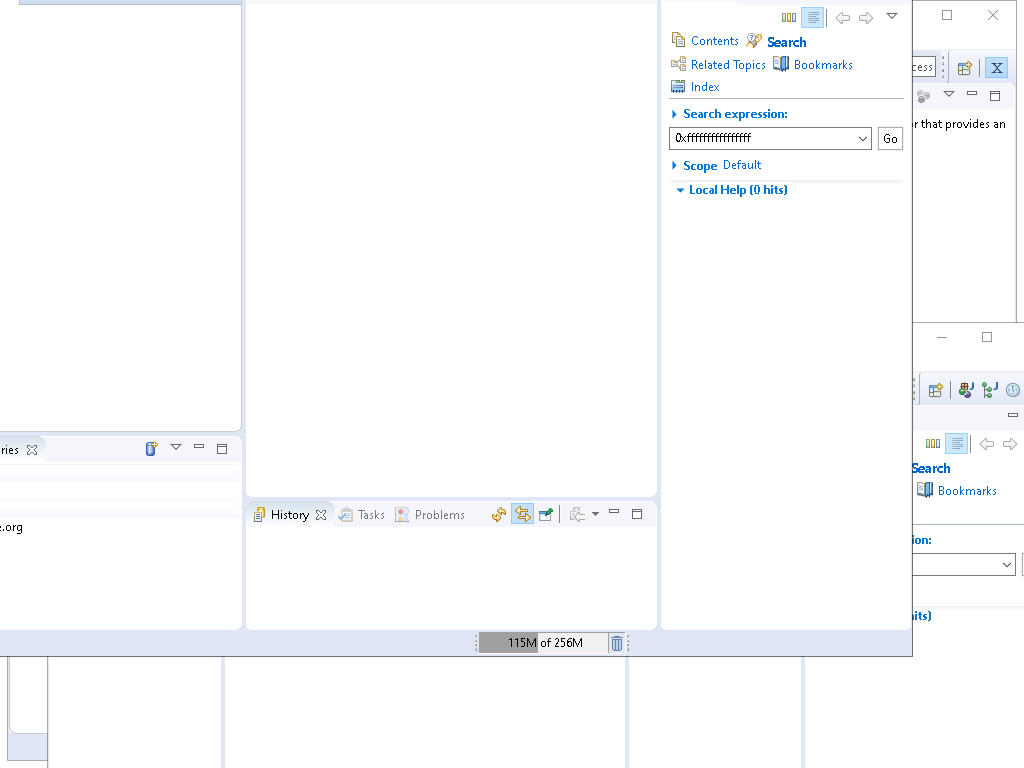 Contents
Search
Related Topics
Bookmarks
Index
Search expression:
Go
Scope Default
Local Help (0 hits)
cess
X
r that provides an
Search
Bookmarks
ion:
hits)
ries
e.org
History
Tasks
Problems
115M of 256M